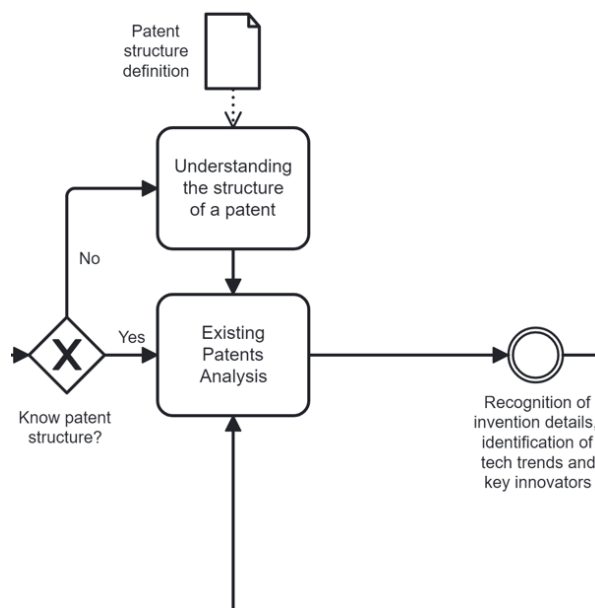 Patent
structure
definition
Understanding
the structure
of a patent
No
Yes
Existing
Patents
Analysis
Know patent
structure?
Recognition of
invention details,
identification of
tech trends and
key innovators